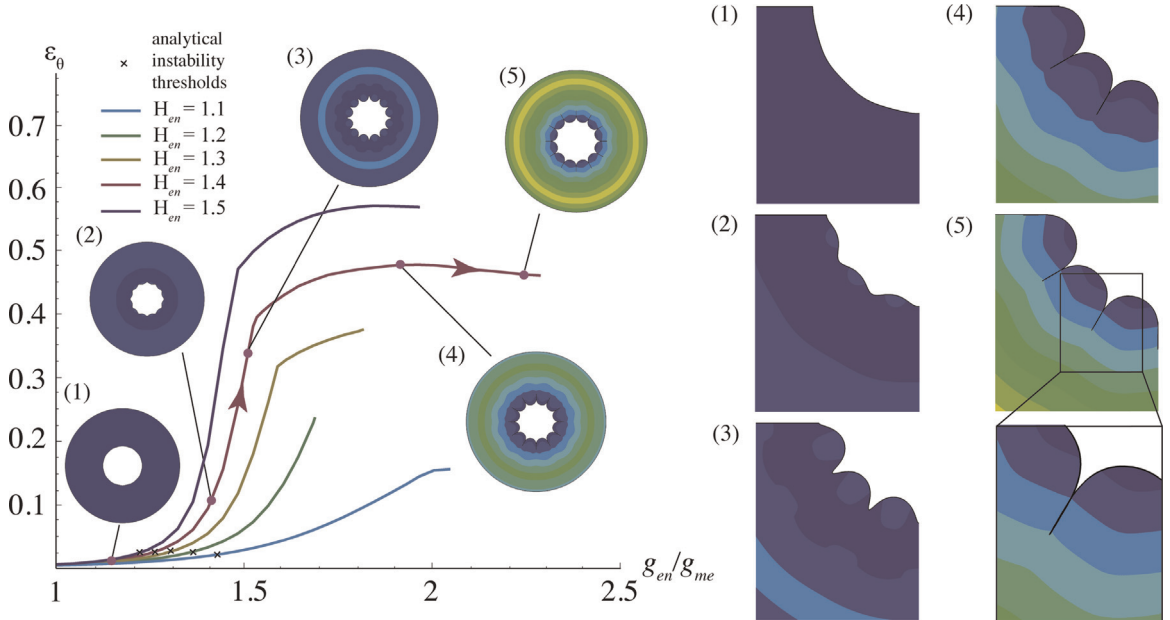 ε_θ
analytical
instability
thresholds
× 
H_en = 1.1
H_en = 1.2
H_en = 1.3
H_en = 1.4
H_en = 1.5
0.7
0.6
0.5
0.4
0.3
0.2
0.1
1
1.5
2
2.5
g_en/g_me
(1)
(2)
(3)
(4)
(5)
(1)
(2)
(3)
(4)
(5)